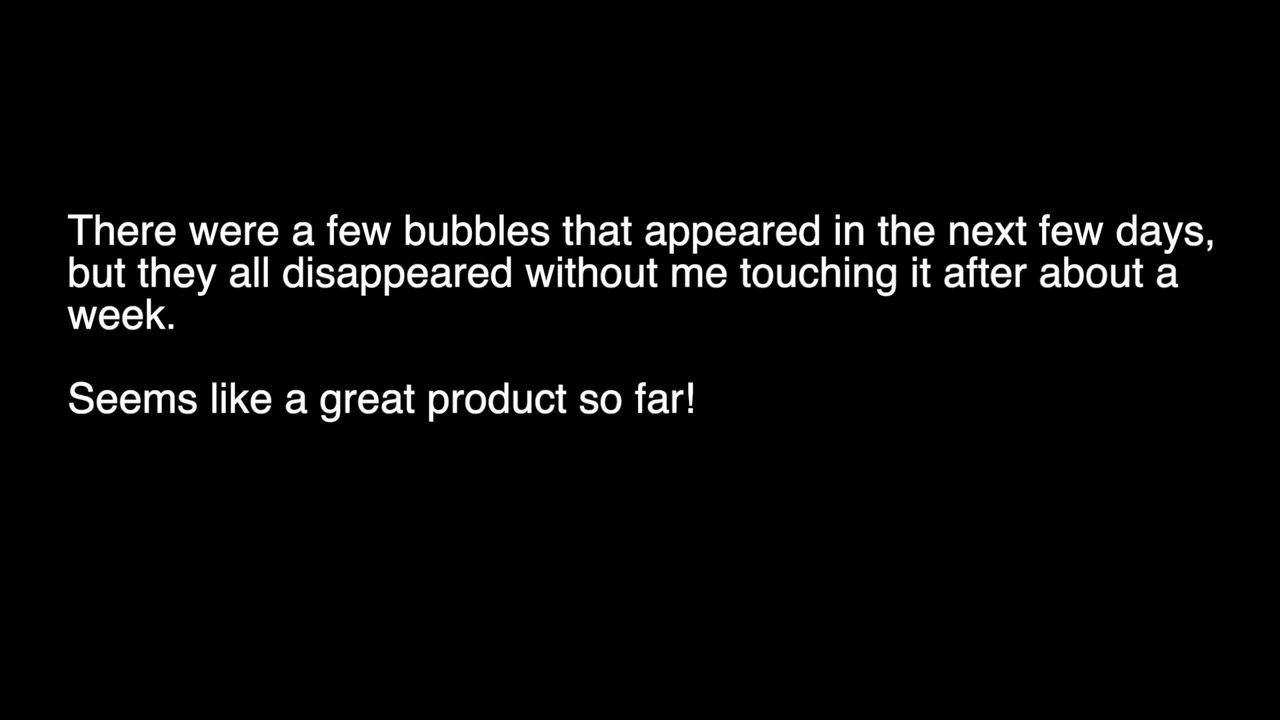 There were a few bubbles that appeared in the next few days,
but they all disappeared without me touching it after about a
week.
Seems like a great product so far!